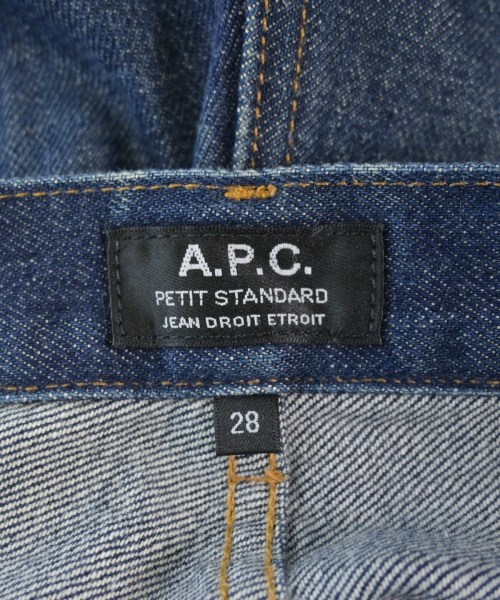 A.P.C.
PETIT STANDARD
JEAN DROIT ETROIT
28